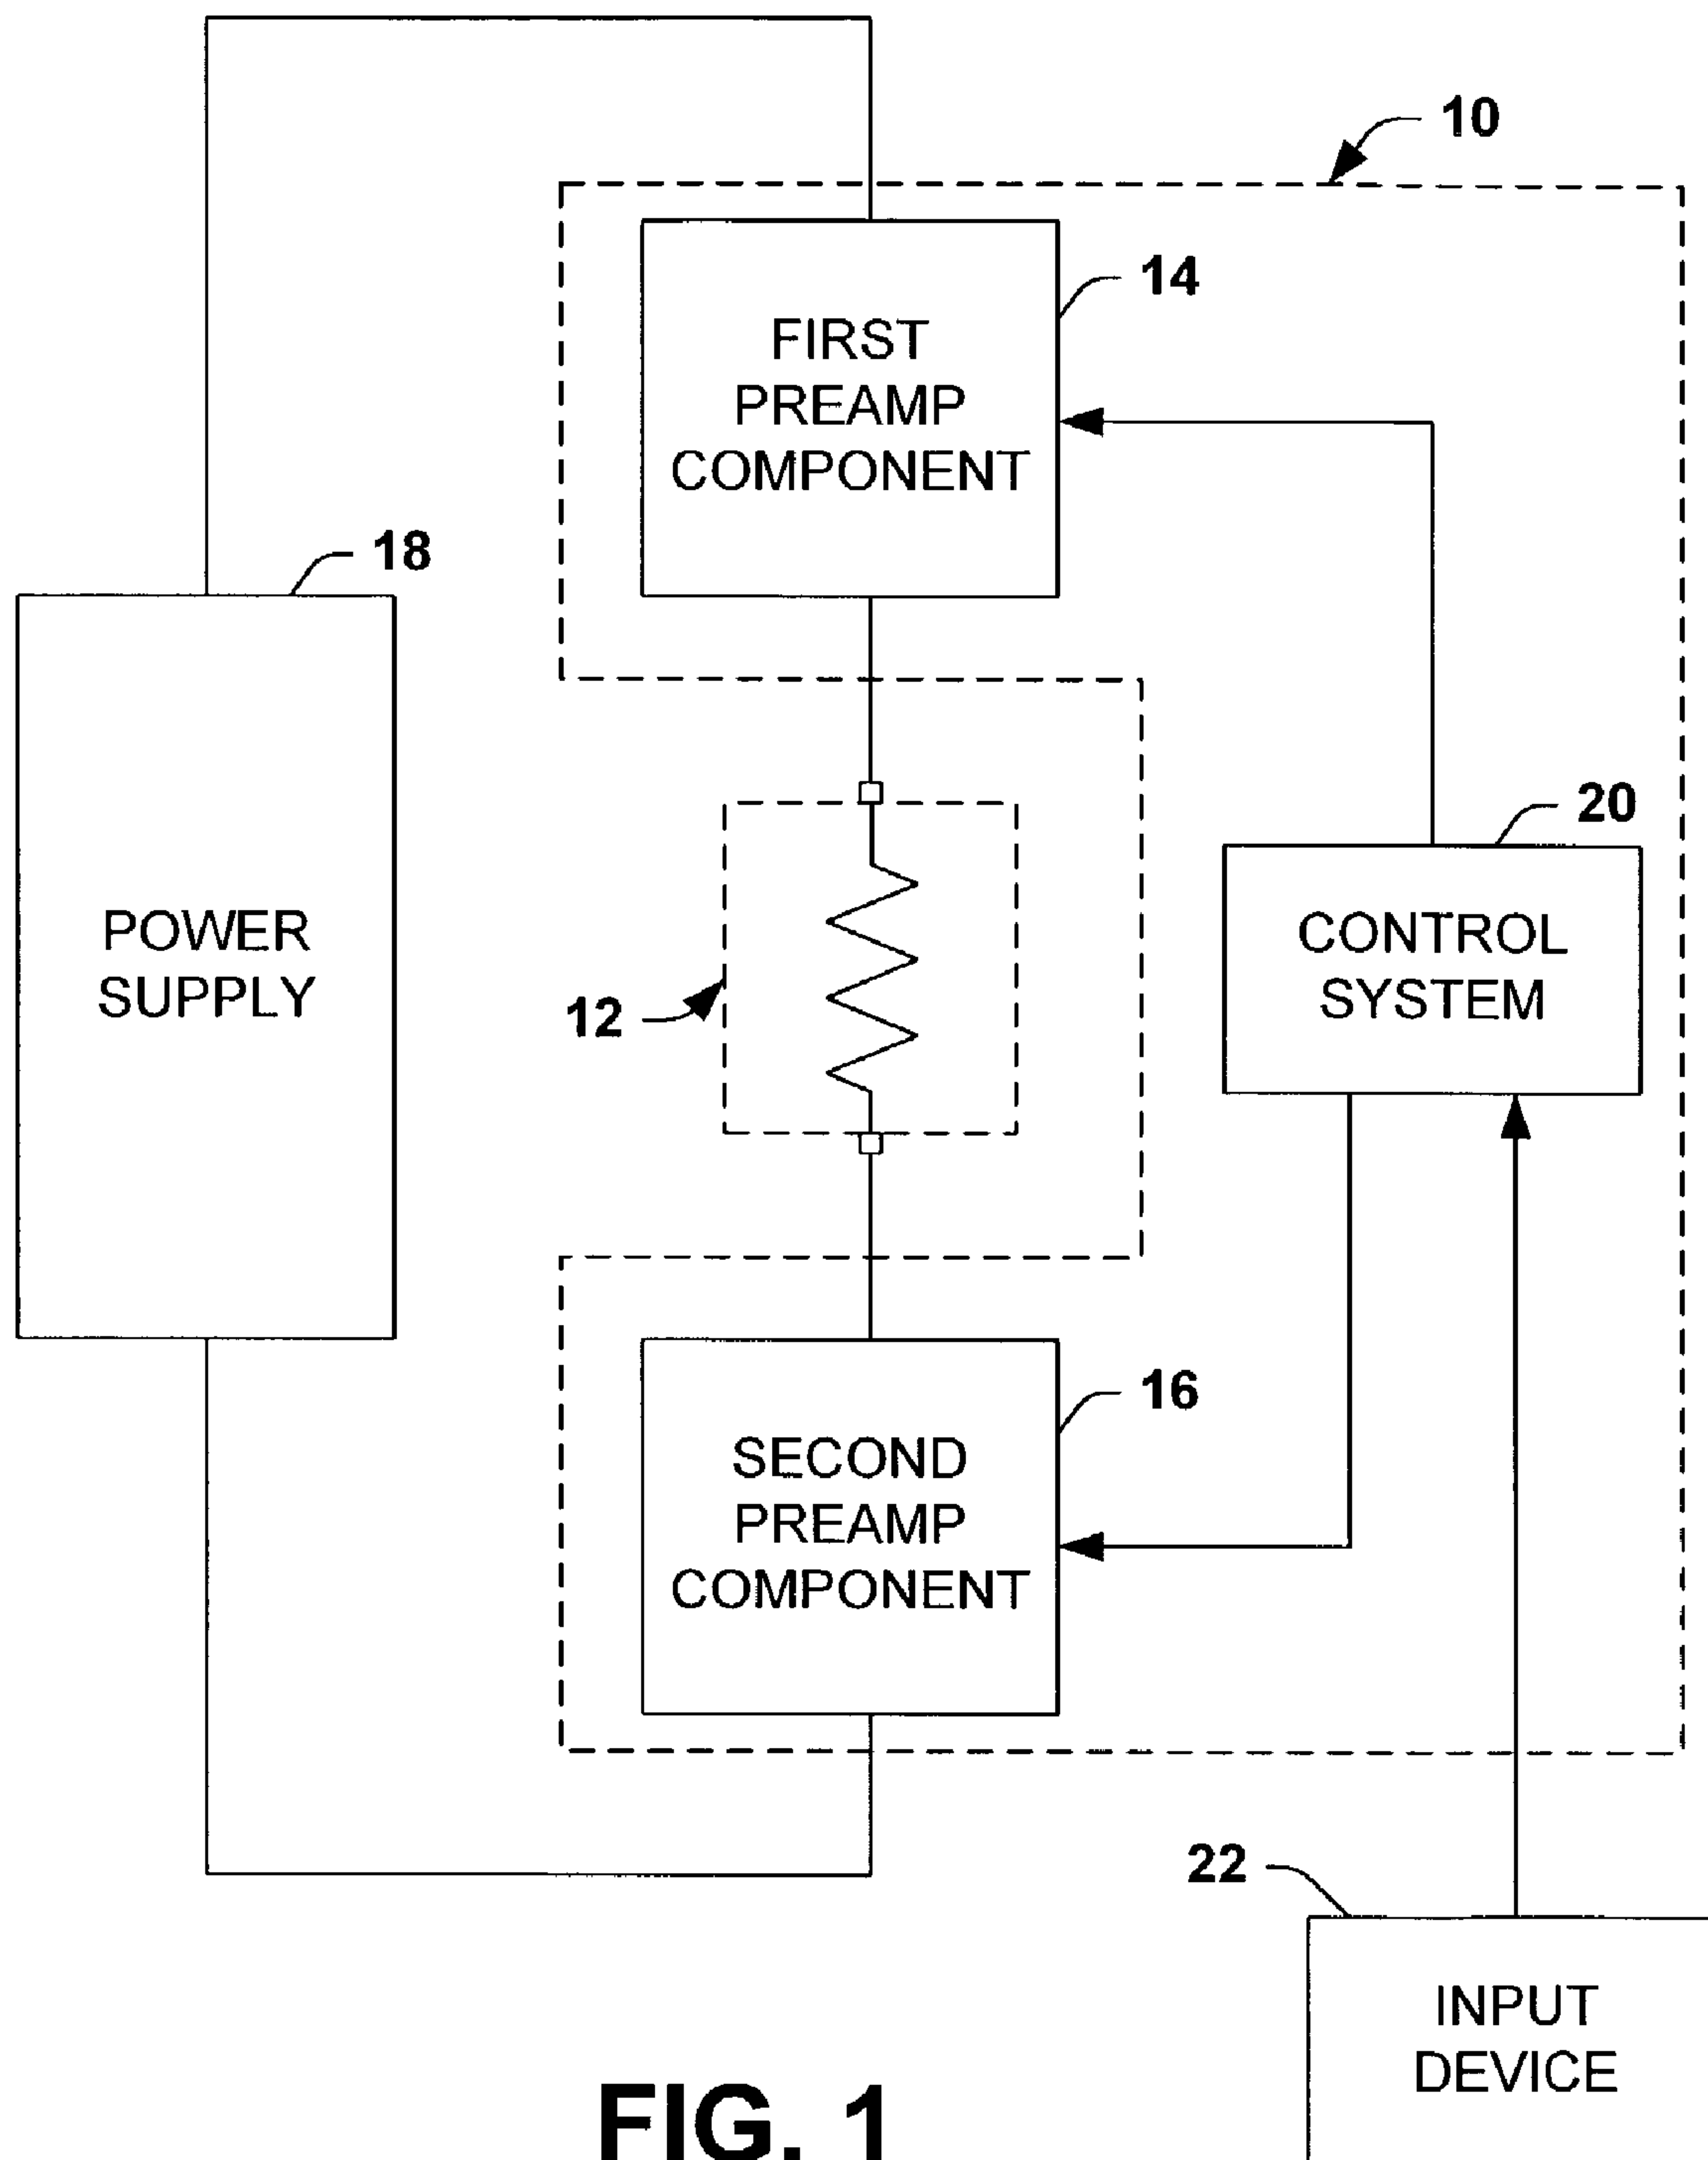 10
14
FIRST
PREAMP
COMPONENT
18
20
POWER
SUPPLY
CONTROL
SYSTEM
12
16
SECOND
PREAMP
COMPONENT
22
INPUT
DEVICE
FIG. 1